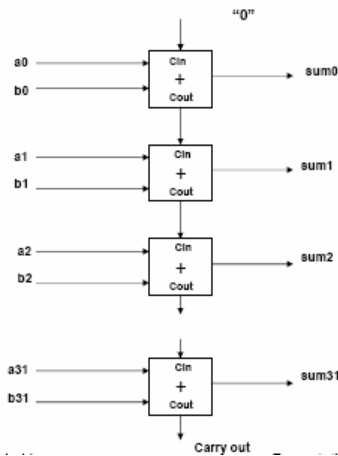 "0"
a0
b0
Cin
+
Cout
sum0
a1
b1
Cin
+
Cout
sum1
a2
b2
Cin
+
Cout
sum2
a31
b31
Cin
+
Cout
sum31
Carry out